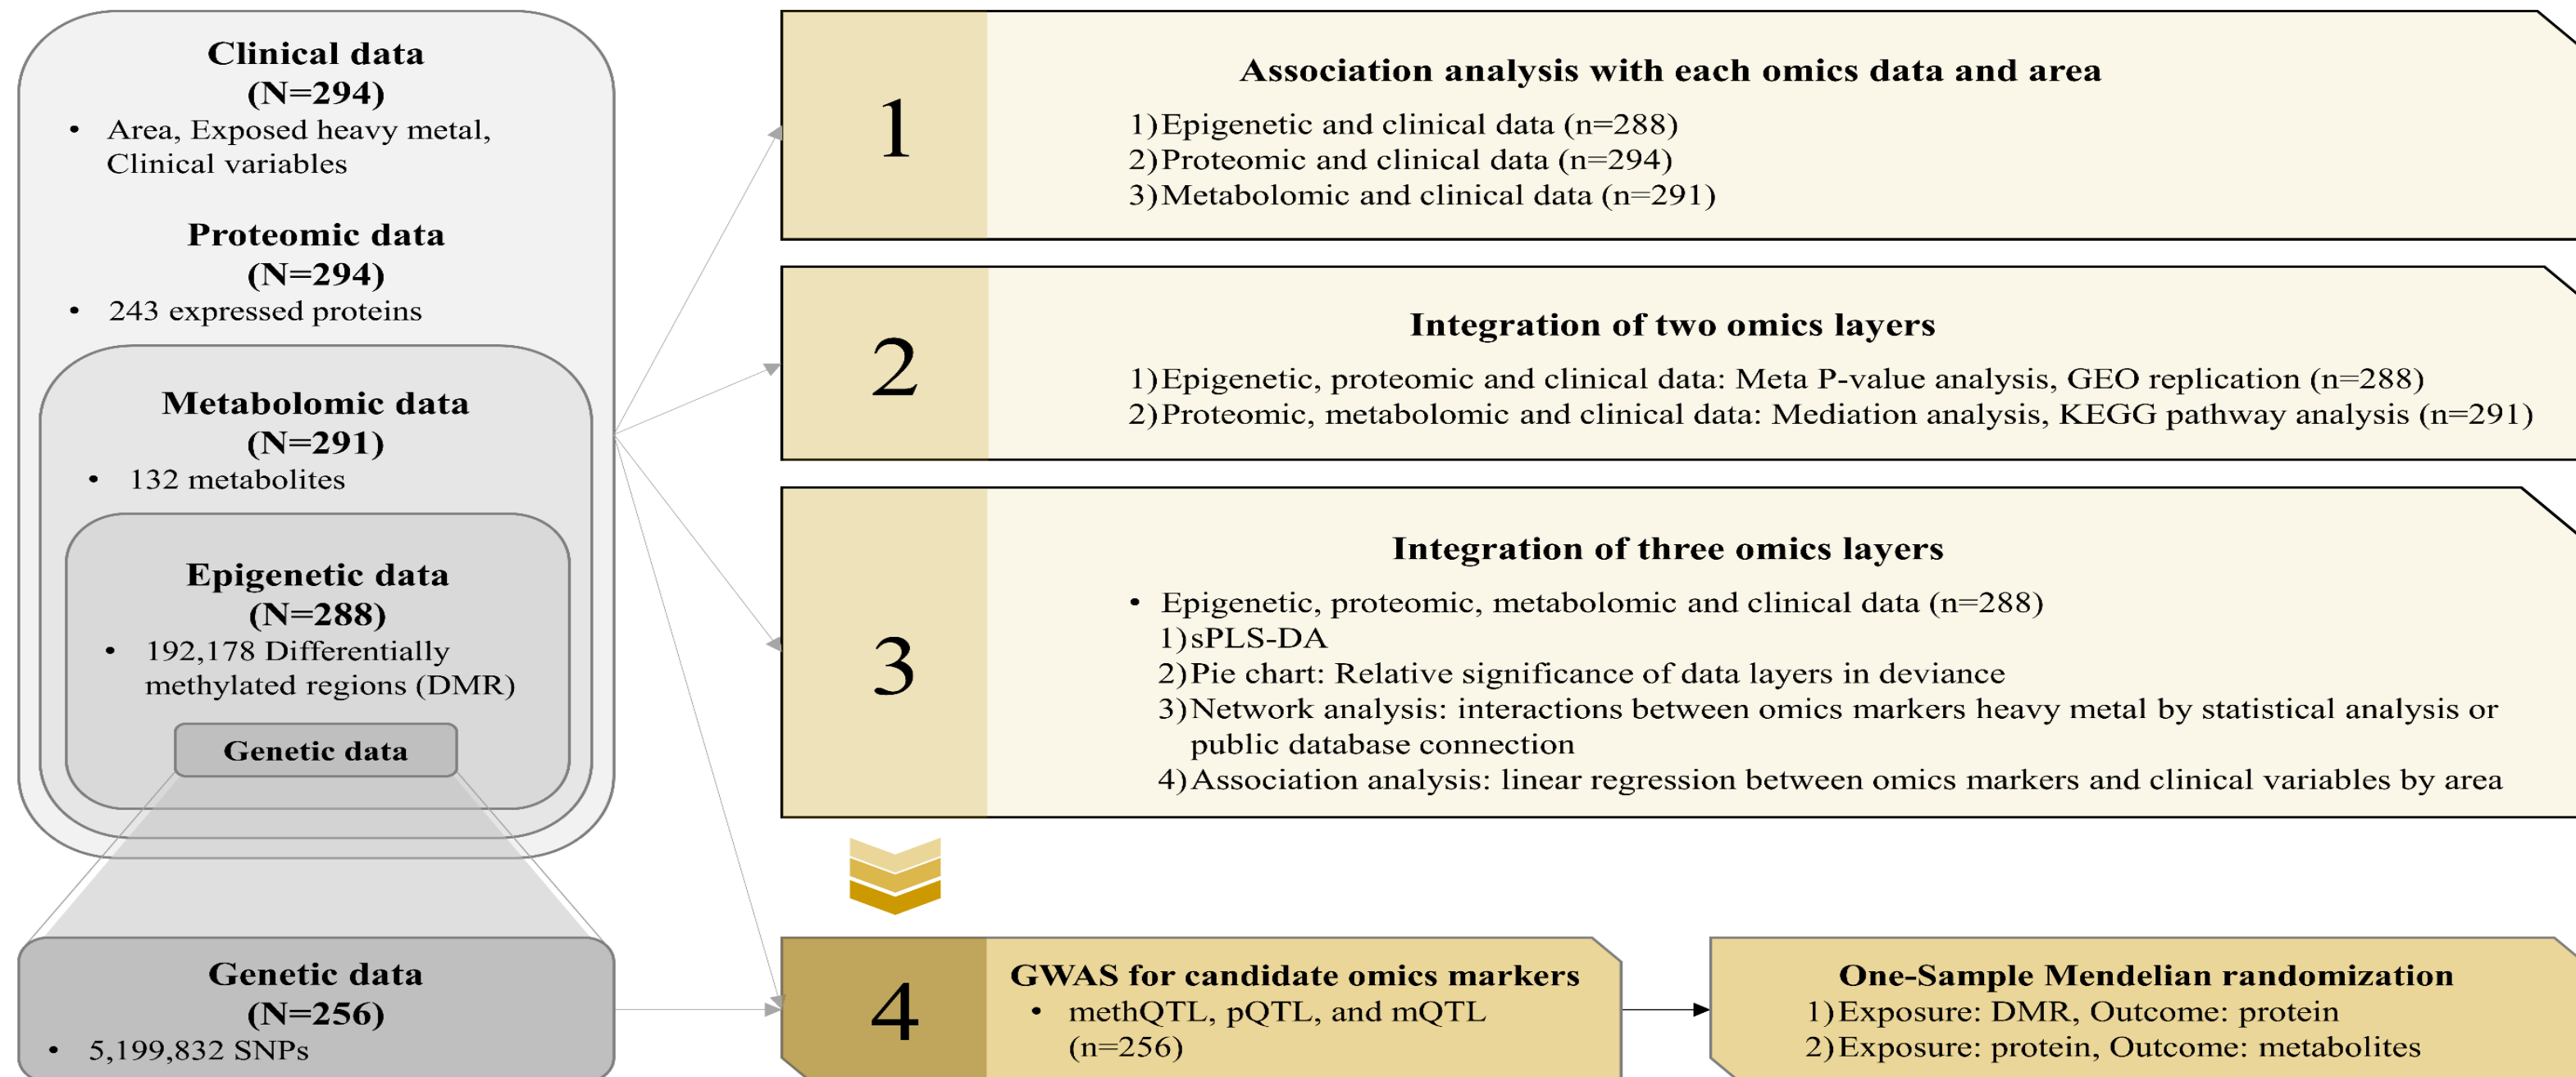 Clinical data
(N=294)
• Area, Exposed heavy metal,
Clinical variables
Proteomic data
(N=294)
• 243 expressed proteins
Metabolomic data
(N=291)
• 132 metabolites
Epigenetic data
(N=288)
• 192,178 Differentially
methylated regions (DMR)
Genetic data
Genetic data
(N=256)
• 5,199,832 SNPs
1
Association analysis with each omics data and area
1)Epigenetic and clinical data (n=288)
2)Proteomic and clinical data (n=294)
3)Metabolomic and clinical data (n=291)
2
Integration of two omics layers
1)Epigenetic, proteomic and clinical data: Meta P-value analysis, GEO replication (n=288)
2)Proteomic, metabolomic and clinical data: Mediation analysis, KEGG pathway analysis (n=291)
3
Integration of three omics layers
• Epigenetic, proteomic, metabolomic and clinical data (n=288)
1)sPLS-DA
2)Pie chart: Relative significance of data layers in deviance
3)Network analysis: interactions between omics markers heavy metal by statistical analysis or
public database connection
4)Association analysis: linear regression between omics markers and clinical variables by area
4
GWAS for candidate omics markers
• methQTL, pQTL, and mQTL
(n=256)
One-Sample Mendelian randomization
1)Exposure: DMR, Outcome: protein
2)Exposure: protein, Outcome: metabolites